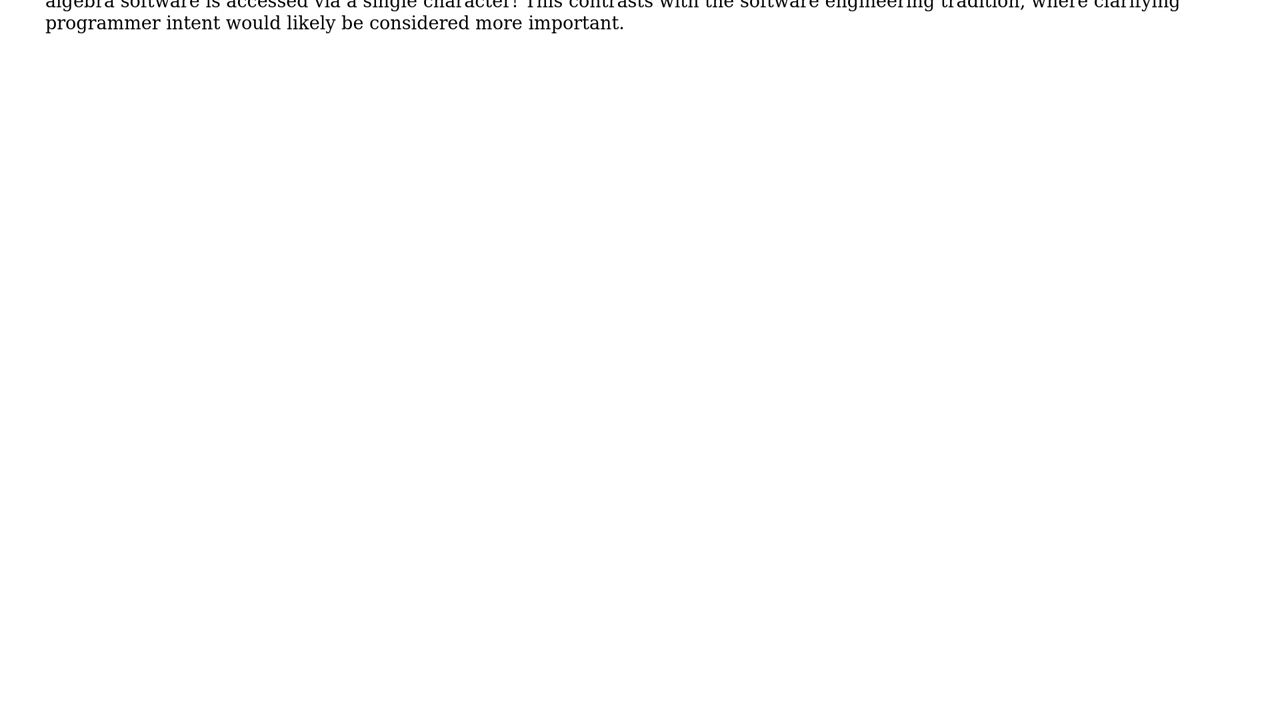 algebra software is accessed via a single character! This contrasts with the software engineering tradition, where clarifying
programmer intent would likely be considered more important.